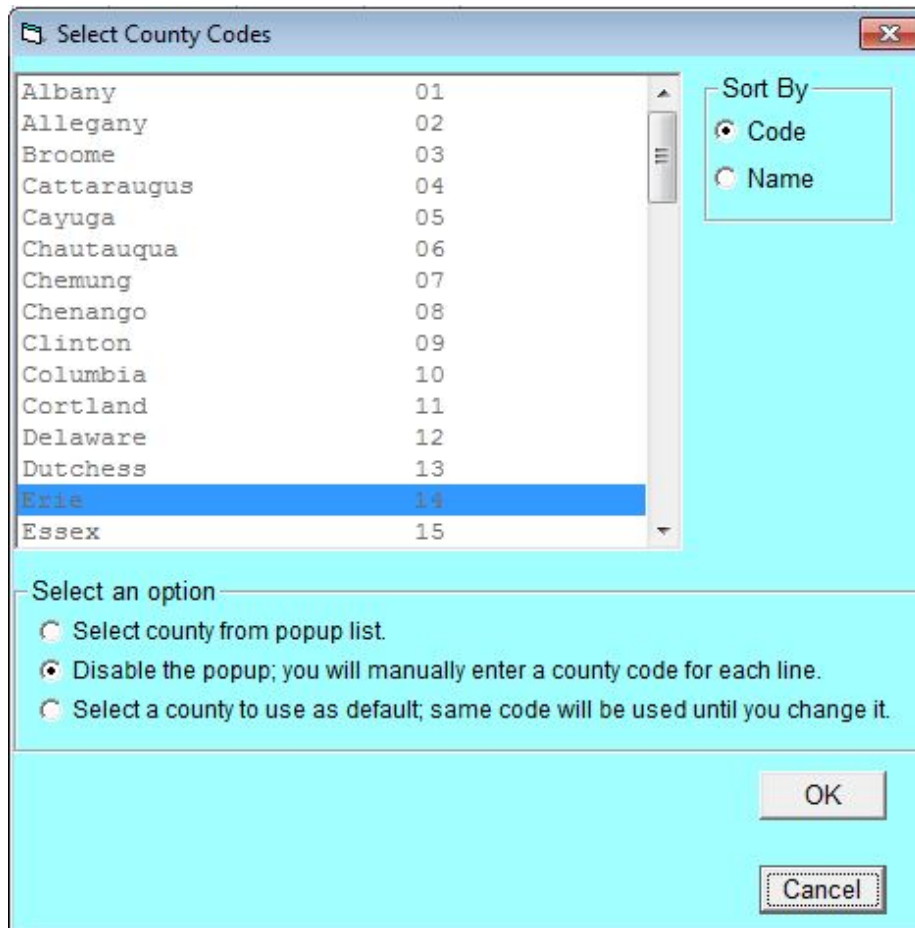 Select County Codes
Albany 01
Allegany 02
Broome 03
Cattaraugus 04
Cayuga 05
Chautauqua 06
Chemung 07
Chenango 08
Clinton 09
Columbia 10
Cortland 11
Delaware 12
Dutchess 13
Erie 14
Essex 15
Sort By
Code
Name
Select an option
Select county from popup list.
Disable the popup; you will manually enter a county code for each line.
Select a county to use as default; same code will be used until you change it.
OK
Cancel